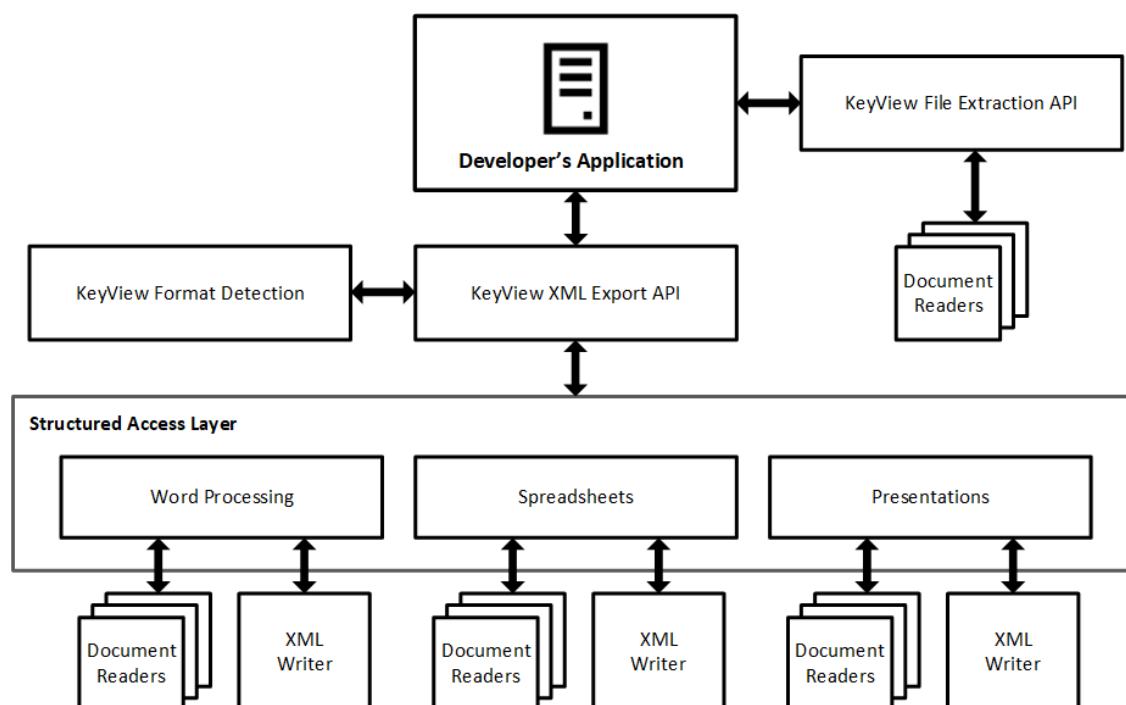 KeyView File Extraction API
Developer’s Application
Document
Readers
KeyView Format Detection
KeyView XML Export API
Structured Access Layer
Word Processing
Spreadsheets
Presentations
Document
Readers
XML
Writer
Document
Readers
XML
Writer
Document
Readers
XML
Writer